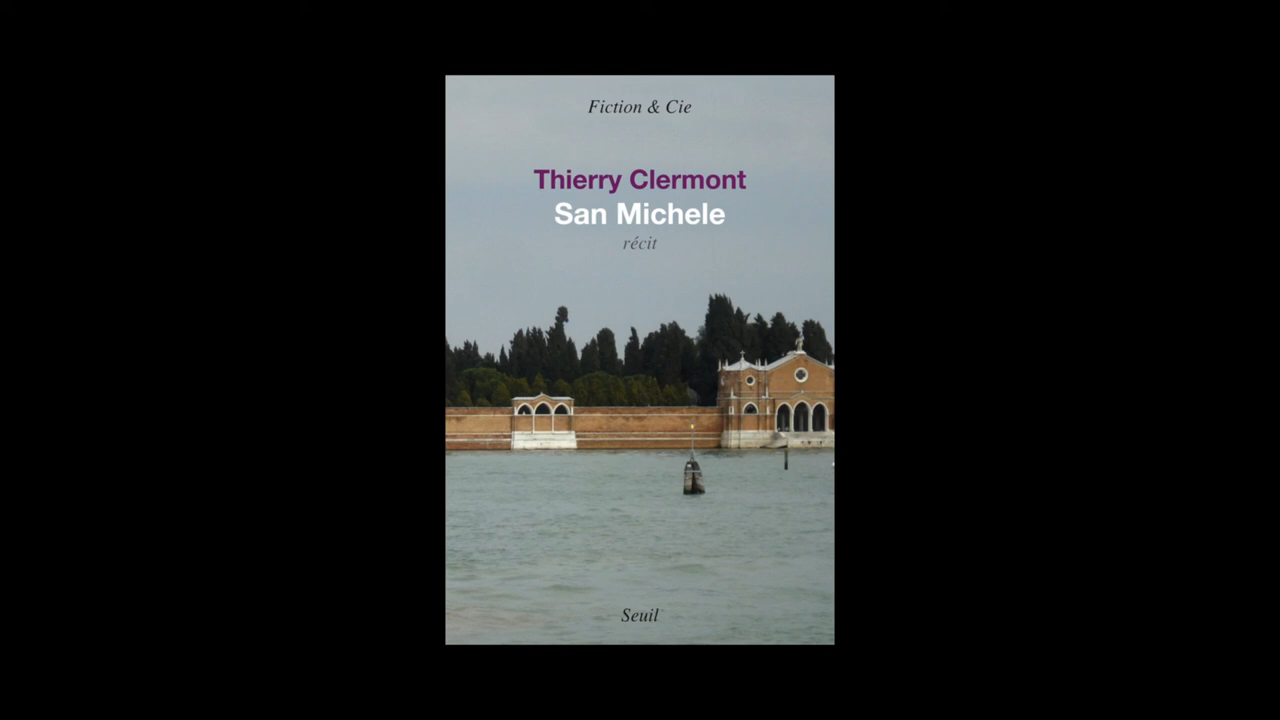 Fiction & Cie
Thierry Clermont
San Michele
récit
Seuil